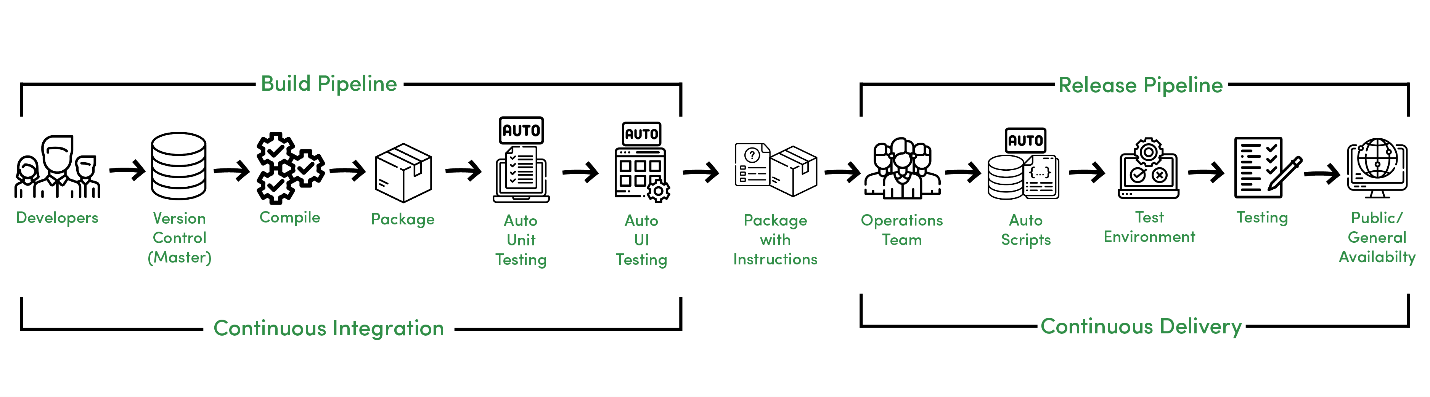 Build Pipeline
Release Pipeline
AUTO
AUTO
AUTO
?
{...}
Developers
Version
Control
(Master)
Compile
Package
Auto
Unit
Testing
Auto
UI
Testing
Package
with
Instructions
Operations
Team
Auto
Scripts
Test
Environment
Testing
Public/
General
Availabilty
Continuous Integration
Continuous Delivery